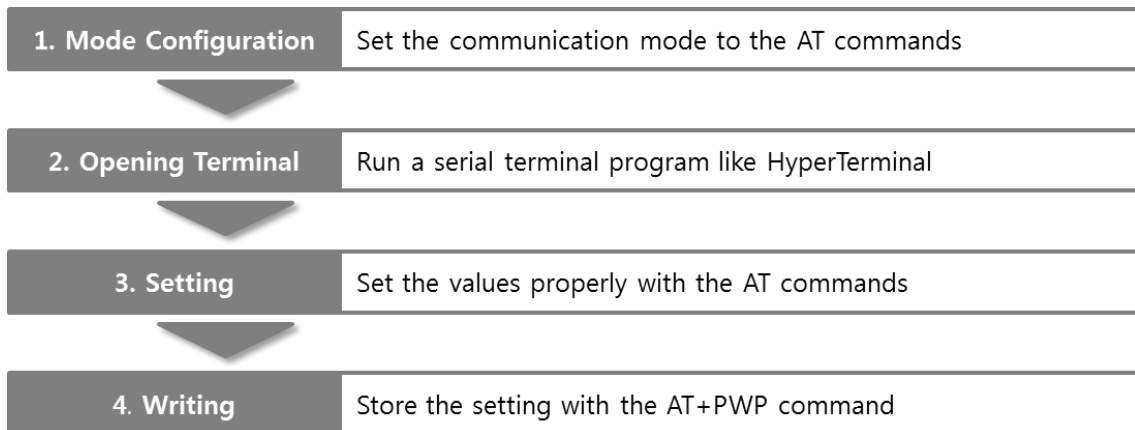 1. Mode Configuration Set the communication mode to the AT commands
2. Opening Terminal Run a serial terminal program like HyperTerminal
3. Setting Set the values properly with the AT commands
4. Writing Store the setting with the AT+PWP command